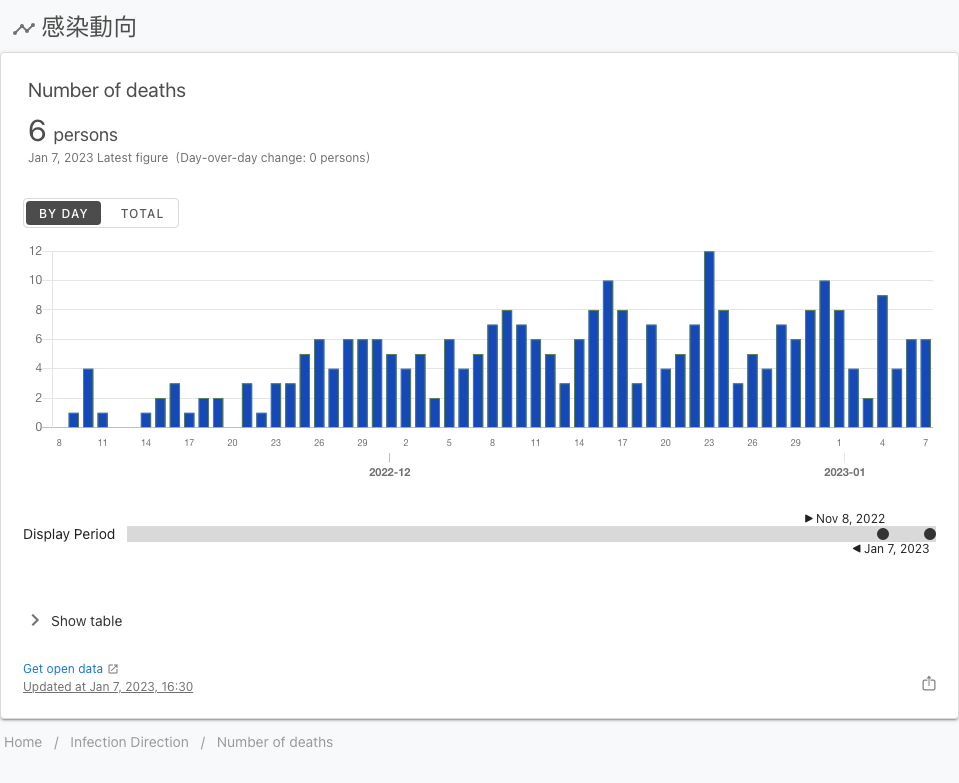 感染動向
Number of deaths
6 persons
Jan 7, 2023 Latest figure (Day-over-day change: 0 persons)
BY DAY TOTAL
12
10
8
6
4
2
0
8 11 14 17 20 23 26 29 2 5 8 11 14 17 20 23 26 29 1 4 7
2022-12 2023-01
Nov 8, 2022
Display Period
Jan 7, 2023
Show table
Get open data
Updated at Jan 7, 2023, 16:30
Home / Infection Direction / Number of deaths